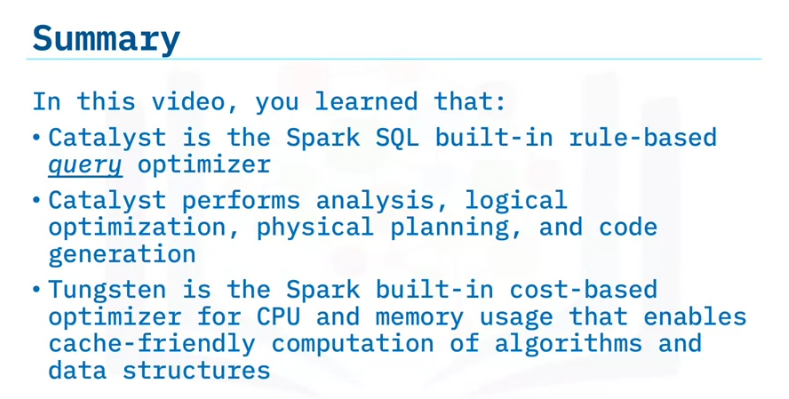 Summary
In this video, you learned that:
• Catalyst is the Spark SQL built-in rule-based
query optimizer
• Catalyst performs analysis, logical
optimization, physical planning, and code
generation
• Tungsten is the Spark built-in cost-based
optimizer for CPU and memory usage that enables
cache-friendly computation of algorithms and
data structures